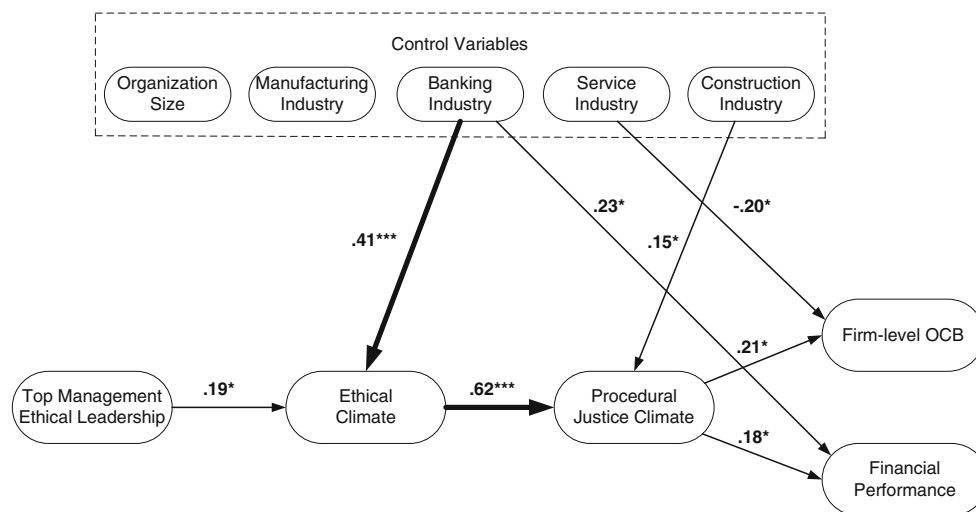 Control Variables
Organization
Size
Manufacturing
Industry
Banking
Industry
Service
Industry
Construction
Industry
.41***
.23*
-.20*
.15*
Firm-level OCB
.21*
Top Management
Ethical Leadership
.19*
Ethical
Climate
.62***
Procedural
Justice Climate
.18*
Financial
Performance